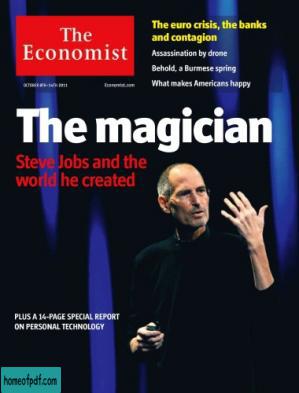 The
Economist
OCTOBER 8TH–14TH 2011
Economist.com
The euro crisis, the banks
and contagion
Assassination by drone
Behold, a Burmese spring
What makes Americans happy
The magician
Steve Jobs and the
world he created
PLUS A 14-PAGE SPECIAL REPORT
ON PERSONAL TECHNOLOGY
homeofpdf.com